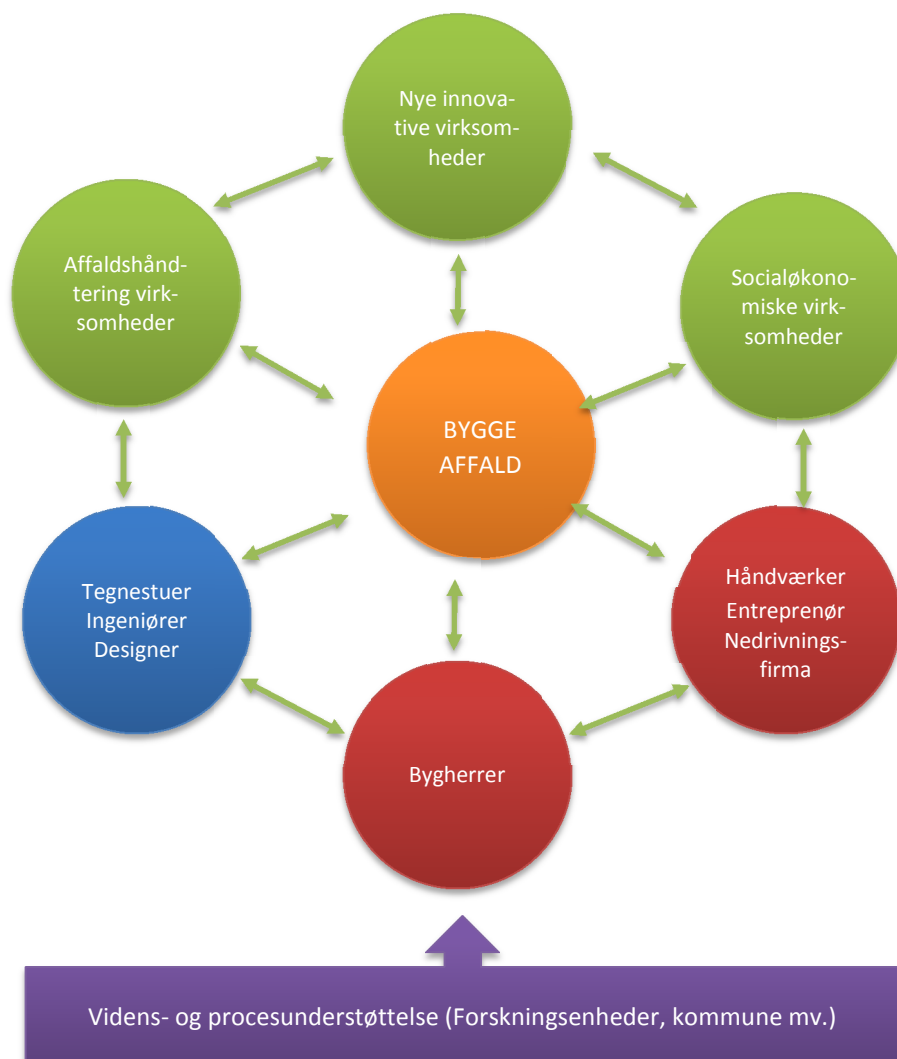 Nye innova-
tive virksom-
heder
Affaldshånd-
tering virk-
somheder
Socialøkono-
miske virk-
somheder
BYGGE
AFFALD
Tegnestuer
Ingeniører
Designer
Håndværker
Entreprenør
Nedrivnings-
firma
Bygherrer
Videns- og procesunderstøttelse (Forskningsenheder, kommune mv.)